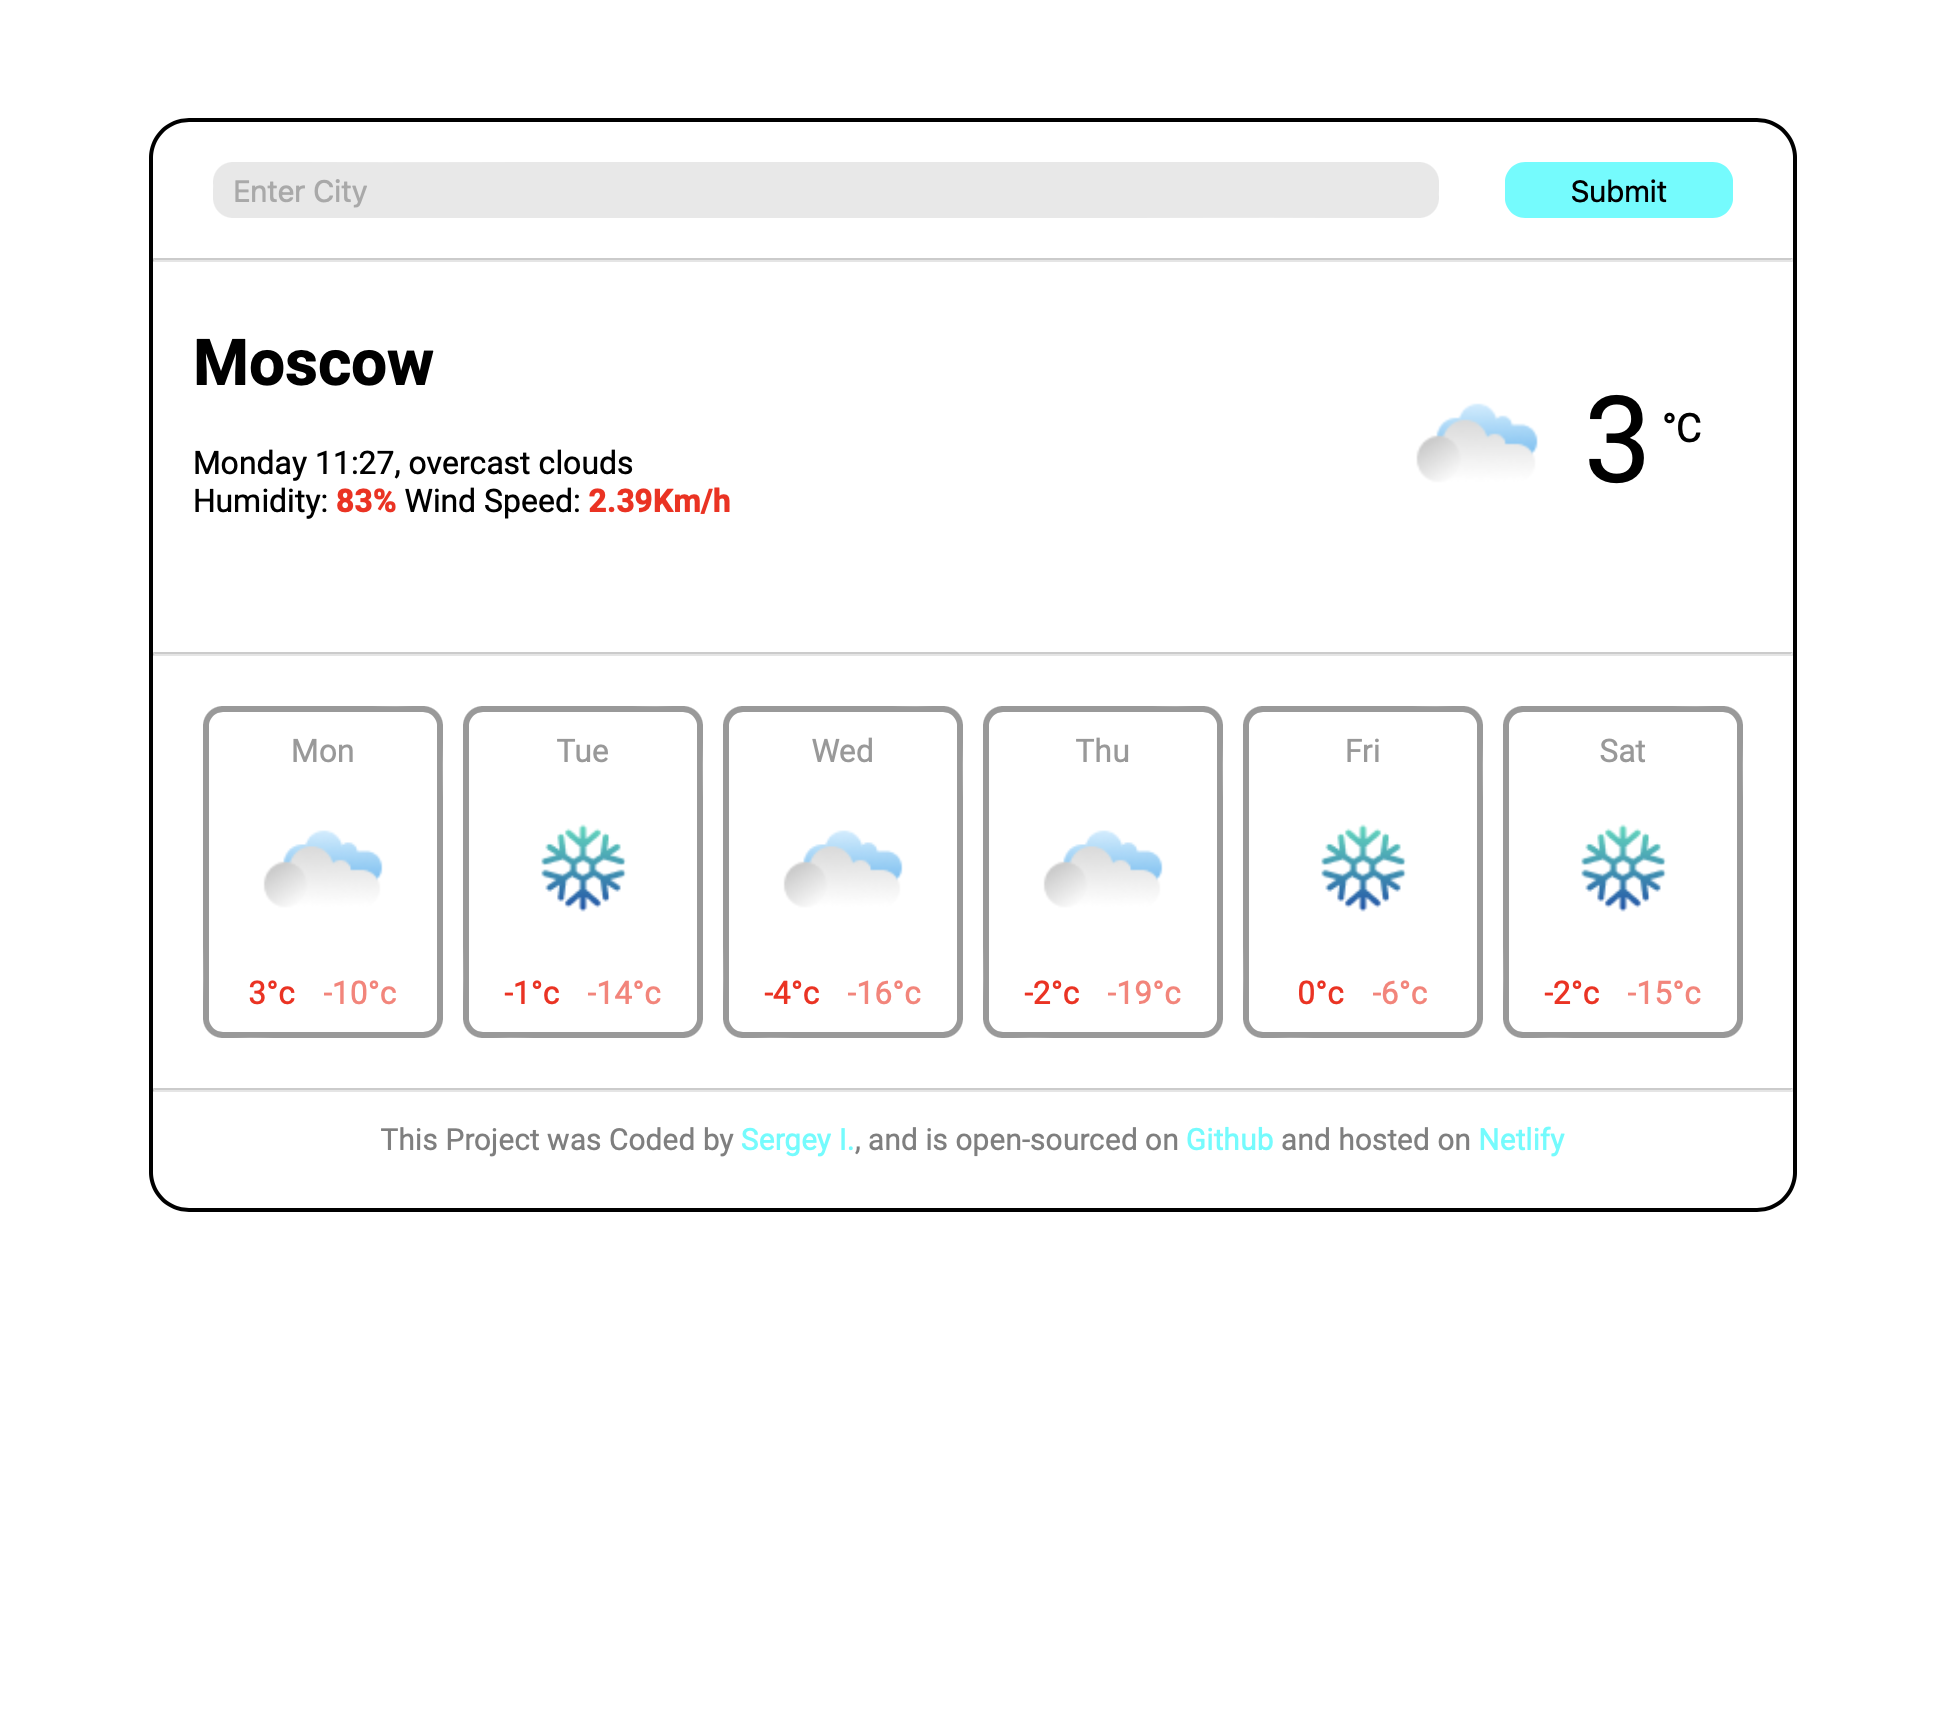 Enter City
Submit
Moscow
3 °C
Monday 11:27, overcast clouds
Humidity: 83% Wind Speed: 2.39Km/h
Mon
3°c -10°c
Tue
-1°c -14°c
Wed
-4°c -16°c
Thu
-2°c -19°c
Fri
0°c -6°c
Sat
-2°c -15°c
This Project was Coded by Sergey I., and is open-sourced on Github and hosted on Netlify